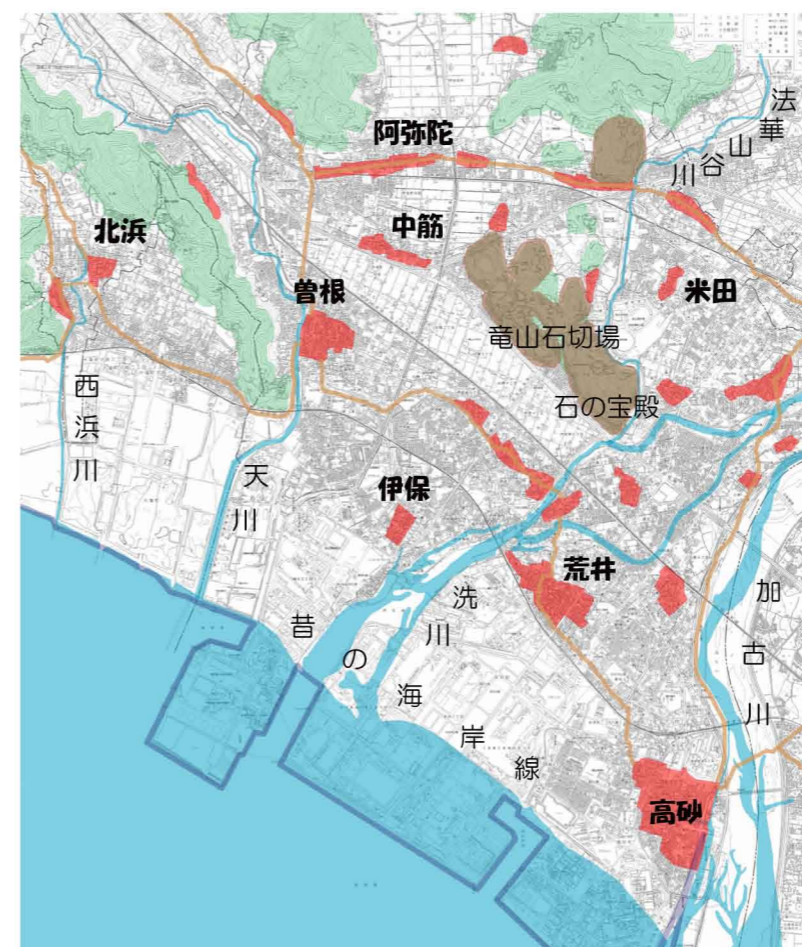 法華山谷川
阿弥陀
北浜
中筋
曽根
米田
竜山石切場
石の宝殿
西浜川
天川
伊保
荒井
洗川
加古川
昔の海岸線
高砂